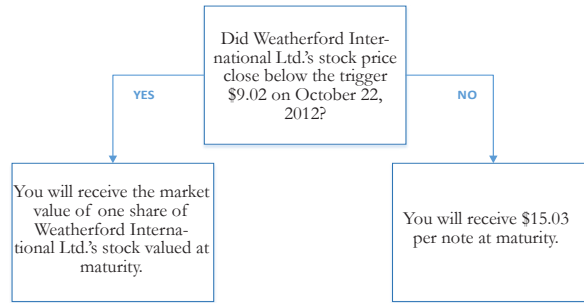 Did Weatherford Inter-
national Ltd.'s stock price
close below the trigger
$9.02 on October 22,
2012?
YES
NO
You will receive the market
value of one share of
Weatherford Interna-
tional Ltd.'s stock valued at
maturity.
You will receive $15.03
per note at maturity.